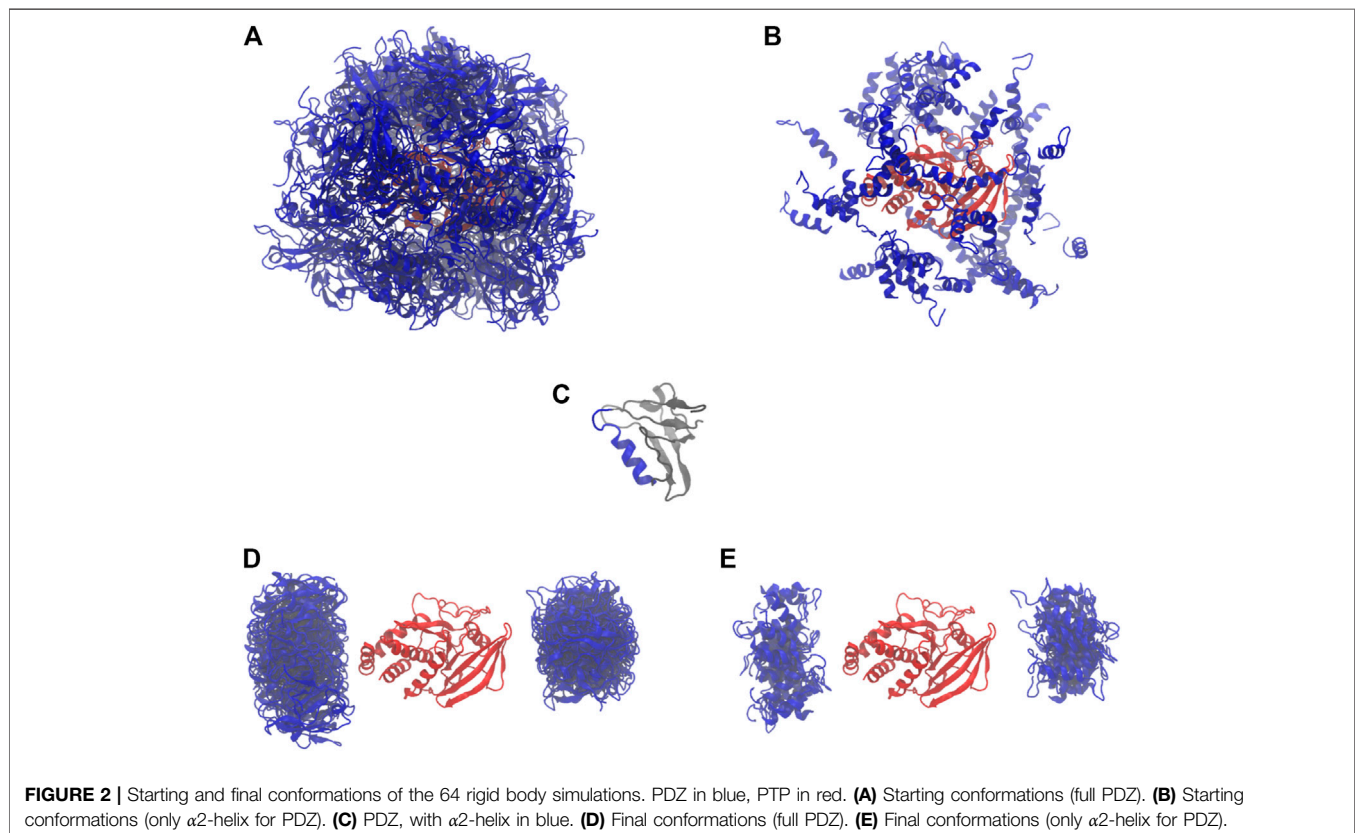 A
B
C
D
E
FIGURE 2 | Starting and final conformations of the 64 rigid body simulations. PDZ in blue, PTP in red. (A) Starting conformations (full PDZ). (B) Starting
conformations (only α2-helix for PDZ). (C) PDZ, with α2-helix in blue. (D) Final conformations (full PDZ). (E) Final conformations (only α2-helix for PDZ).